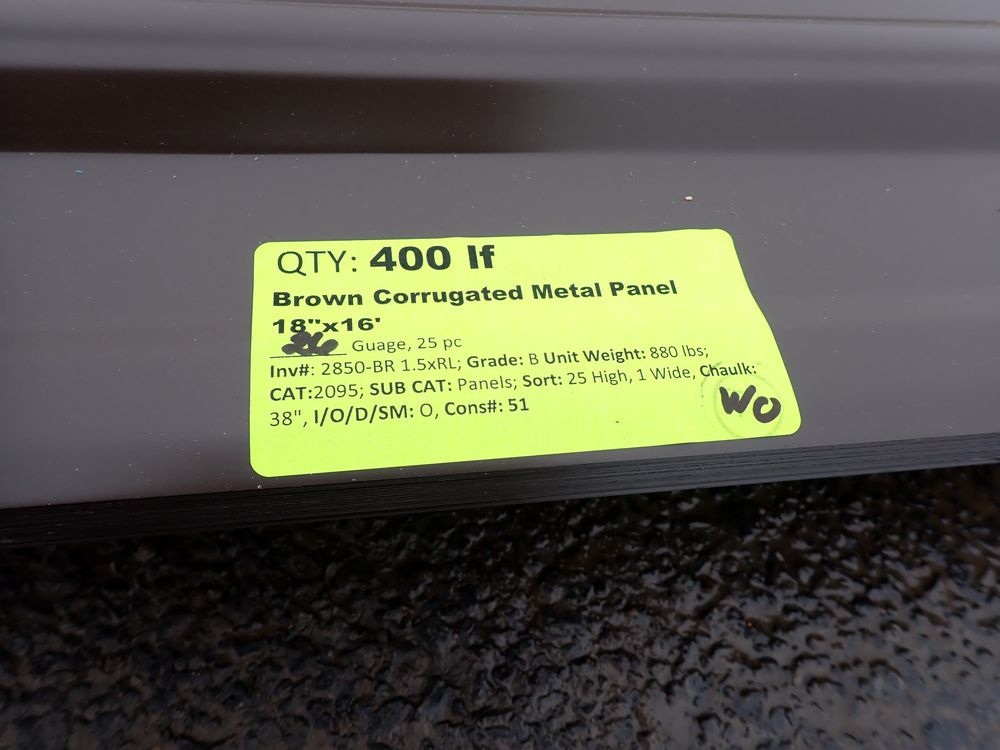 QTY: 400 lf
Brown Corrugated Metal Panel
18"x16'
26 Guage, 25 pc
Inv#: 2850-BR 1.5xRL; Grade: B Unit Weight: 880 lbs;
CAT:2095; SUB CAT: Panels; Sort: 25 High, 1 Wide, Chaulk:
38", I/O/D/SM: O, Cons#: 51
WO